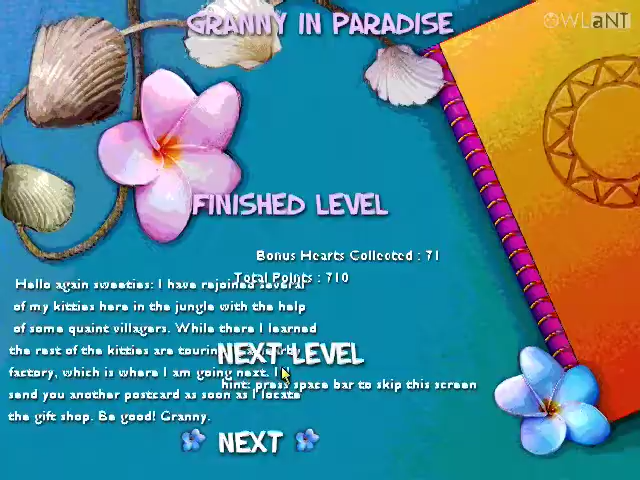 GRANNY IN PARADISE
OWLANT
FINISHED LEVEL
Bonus Hearts Collected : 71
Total Points : 710
Hello again sweeties: I have rejoined several
of my kitties here in the jungle with the help
of some quaint villagers. While there I learned
the rest of the kitties are touring
NEXT LEVEL
factory, which is where I am going next. I
hint: press space bar to skip this screen
send you another postcard as soon as I locate
the gift shop. Be good! Granny.
NEXT